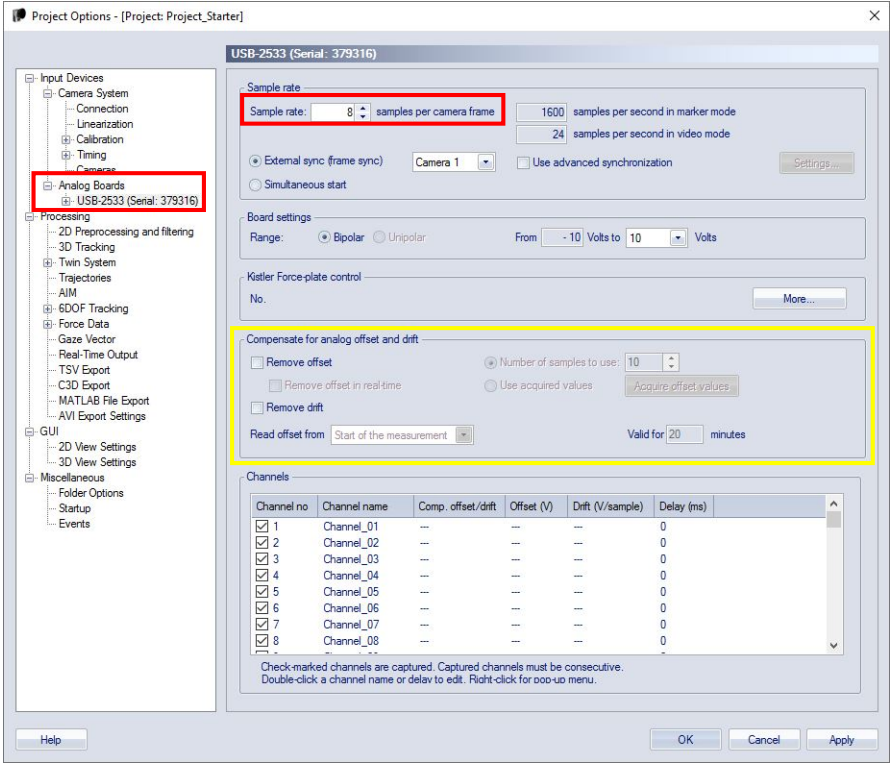 Project Options - [Project: Project_Starter]
USB-2533 (Serial: 379316)
Input Devices
Camera System
Connection
Linearization
Calibration
Timing
Cameras
Analog Boards
USB-2533 (Serial: 379316)
Processing
2D Preprocessing and filtering
3D Tracking
Twin System
Trajectories
AIM
6DOF Tracking
Force Data
Gaze Vector
Real-Time Output
TSV Export
C3D Export
MATLAB File Export
AVI Export Settings
GUI
2D View Settings
3D View Settings
Miscellaneous
Folder Options
Startup
Events
Sample rate
Sample rate: 8 samples per camera frame 1600 samples per second in marker mode
24 samples per second in video mode
External sync (frame sync) Camera 1 Use advanced synchronization Settings...
Simultaneous start
Board settings
Range: Bipolar Unipolar From - 10 Volts to 10 Volts
Kistler Force-plate control
No. More...
Compensate for analog offset and drift
Remove offset Number of samples to use: 10
Remove offset in real-time Use acquired values Acquire offset values
Remove drift
Read offset from Start of the measurement Valid for 20 minutes
Channels
Channel no Channel name Comp. offset/drift Offset (V) Drift (V/sample) Delay (ms)
1 Channel_01 --- --- --- 0
2 Channel_02 --- --- --- 0
3 Channel_03 --- --- --- 0
4 Channel_04 --- --- --- 0
5 Channel_05 --- --- --- 0
6 Channel_06 --- --- --- 0
7 Channel_07 --- --- --- 0
8 Channel_08 --- --- --- 0
Check-marked channels are captured. Captured channels must be consecutive.
Double-click a channel name or delay to edit. Right-click for pop-up menu.
Help OK Cancel Apply